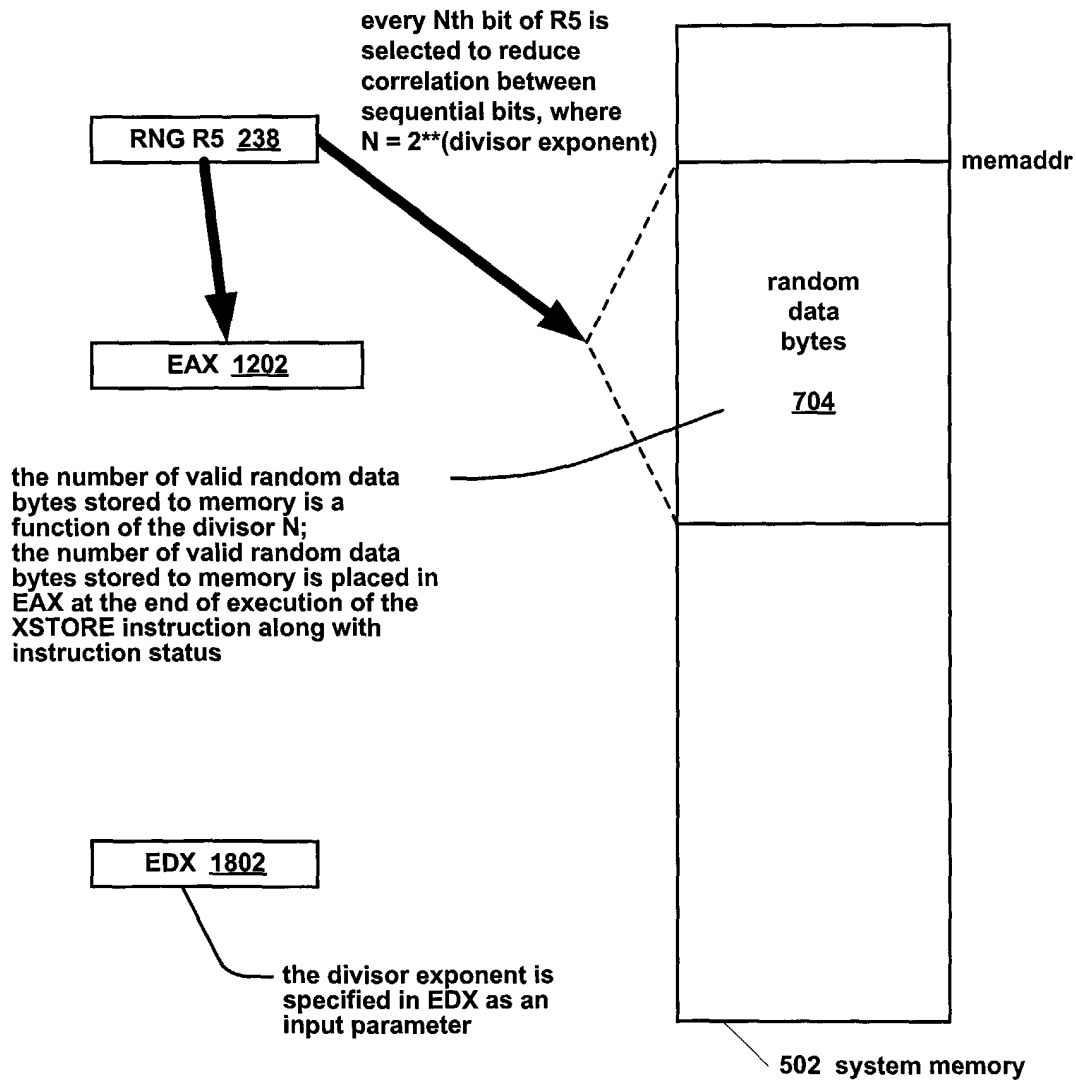 every Nth bit of R5 is
selected to reduce
correlation between
sequential bits, where
N = 2**(divisor exponent)
RNG R5 238
memaddr
random
data
bytes
704
EAX 1202
the number of valid random data
bytes stored to memory is a
function of the divisor N;
the number of valid random data
bytes stored to memory is placed in
EAX at the end of execution of the
XSTORE instruction along with
instruction status
EDX 1802
the divisor exponent is
specified in EDX as an
input parameter
502 system memory